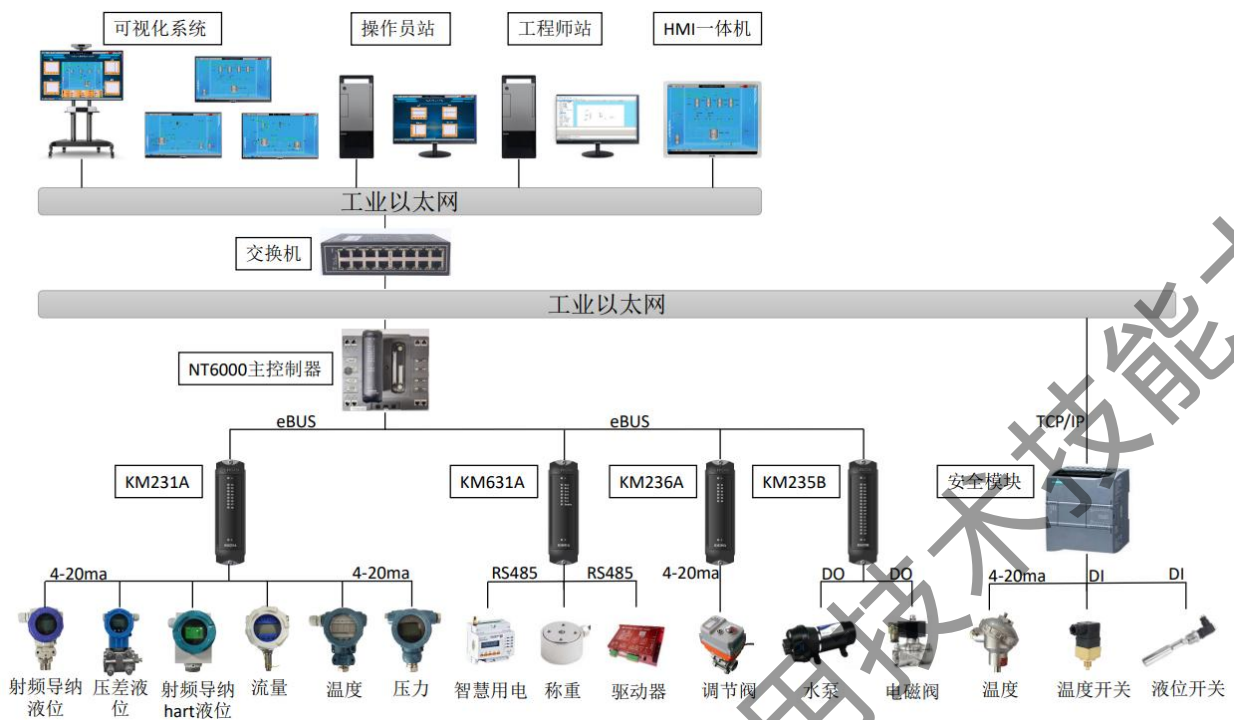 可视化系统
操作员站
工程师站
HMI一体机
工业以太网
交换机
工业以太网
NT6000主控制器
eBUS
eBUS
TCP/IP
KM231A
KM631A
KM236A
KM235B
安全模块
4-20ma
4-20ma
RS485
RS485
4-20ma
DO
DO
4-20ma
DI
DI
射频导纳
液位
压差液
位
射频导纳
hart液位
流量
温度
压力
智慧用电
称重
驱动器
调节阀
水泵
电磁阀
温度
温度开关
液位开关
用技术技能大